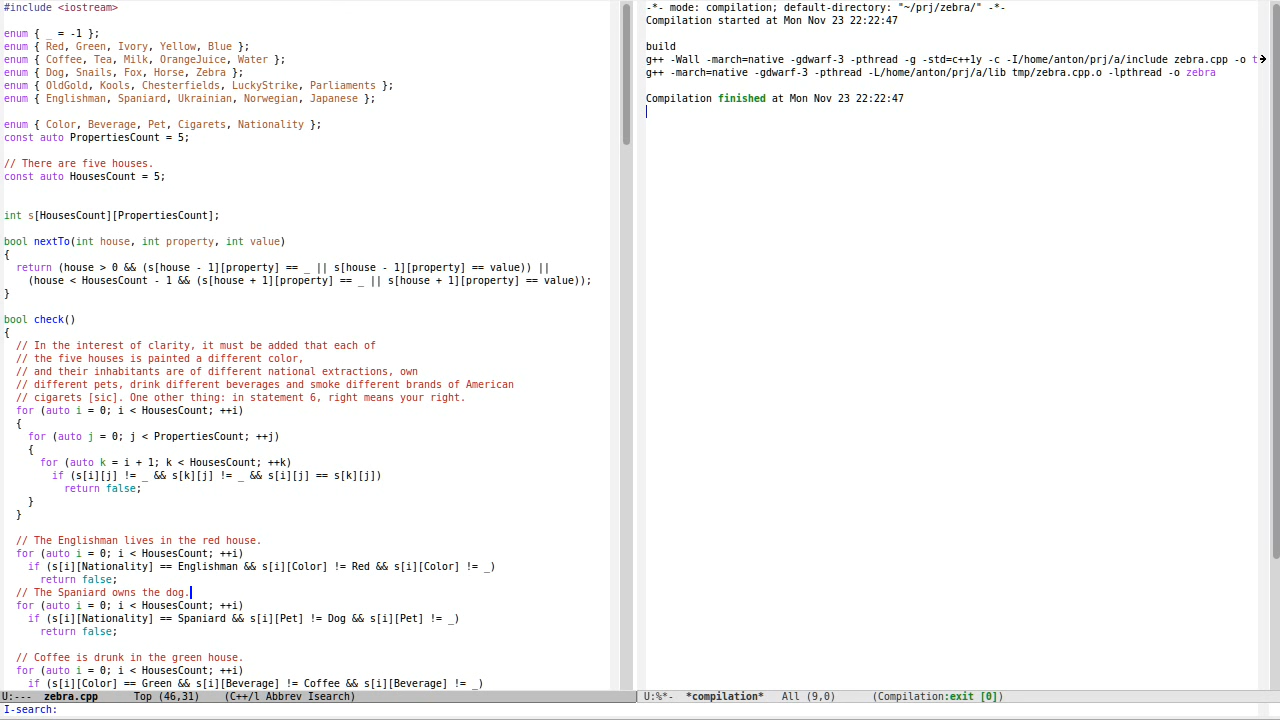 #include <iostream>

enum { _ = -1 };
enum { Red, Green, Ivory, Yellow, Blue };
enum { Coffee, Tea, Milk, OrangeJuice, Water };
enum { Dog, Snails, Fox, Horse, Zebra };
enum { OldGold, Kools, Chesterfields, LuckyStrike, Parliaments };
enum { Englishman, Spaniard, Ukrainian, Norwegian, Japanese };

enum { Color, Beverage, Pet, Cigarets, Nationality };
const auto PropertiesCount = 5;

// There are five houses.
const auto HousesCount = 5;


int s[HousesCount][PropertiesCount];

bool nextTo(int house, int property, int value)
{
  return (house > 0 && (s[house - 1][property] == _ || s[house - 1][property] == value)) ||
    (house < HousesCount - 1 && (s[house + 1][property] == _ || s[house + 1][property] == value));
}

bool check()
{
  // In the interest of clarity, it must be added that each of
  // the five houses is painted a different color,
  // and their inhabitants are of different national extractions, own
  // different pets, drink different beverages and smoke different brands of American
  // cigarets [sic]. One other thing: in statement 6, right means your right.
  for (auto i = 0; i < HousesCount; ++i)
  {
    for (auto j = 0; j < PropertiesCount; ++j)
    {
      for (auto k = i + 1; k < HousesCount; ++k)
        if (s[i][j] != _ && s[k][j] != _ && s[i][j] == s[k][j])
          return false;
    }
  }

  // The Englishman lives in the red house.
  for (auto i = 0; i < HousesCount; ++i)
    if (s[i][Nationality] == Englishman && s[i][Color] != Red && s[i][Color] != _)
      return false;
  // The Spaniard owns the dog.
  for (auto i = 0; i < HousesCount; ++i)
    if (s[i][Nationality] == Spaniard && s[i][Pet] != Dog && s[i][Pet] != _)
      return false;

  // Coffee is drunk in the green house.
  for (auto i = 0; i < HousesCount; ++i)
    if (s[i][Color] == Green && s[i][Beverage] != Coffee && s[i][Beverage] != _)
U:---  zebra.cpp      Top (46,31)    (C++/l Abbrev Isearch)
I-search:
-*- mode: compilation; default-directory: "~/prj/zebra/" -*-
Compilation started at Mon Nov 23 22:22:47

build
g++ -Wall -march=native -gdwarf-3 -pthread -g -std=c++1y -c -I/home/anton/prj/a/include zebra.cpp -o t
g++ -march=native -gdwarf-3 -pthread -L/home/anton/prj/a/lib tmp/zebra.cpp.o -lpthread -o zebra

Compilation finished at Mon Nov 23 22:22:47
U:%*-  *compilation*   All (9,0)      (Compilation:exit [0])